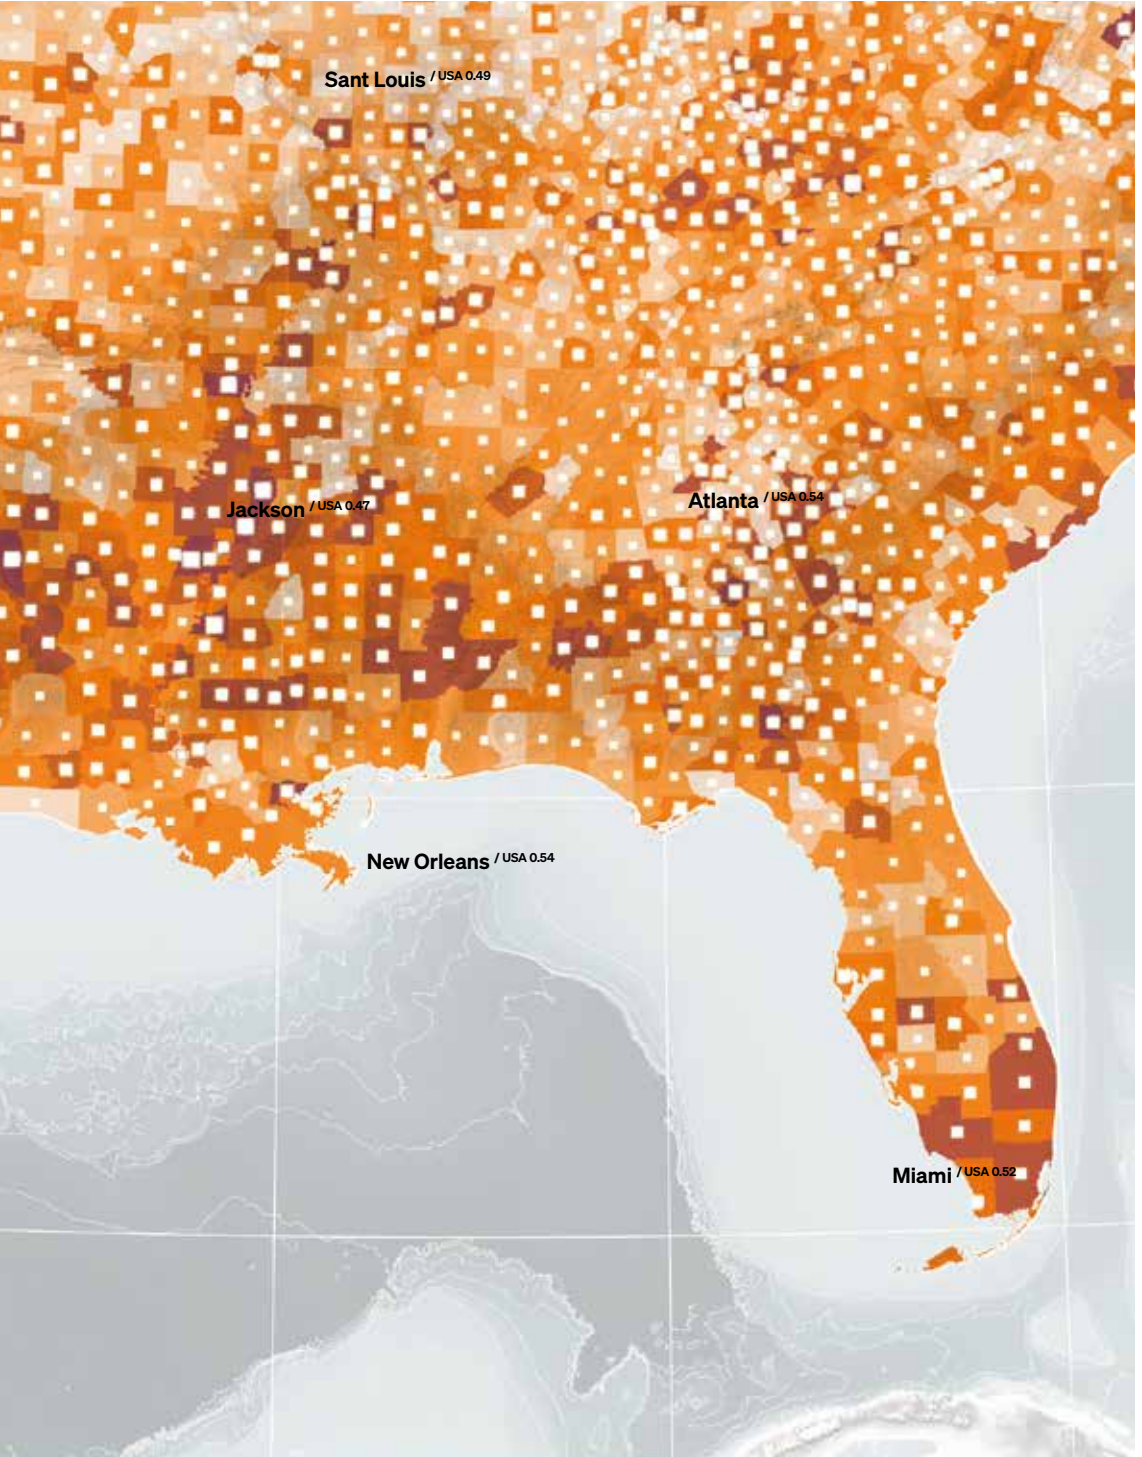 Sant Louis / USA 0.49
Jackson / USA 0.47
Atlanta / USA 0.54
New Orleans / USA 0.54
Miami / USA 0.52